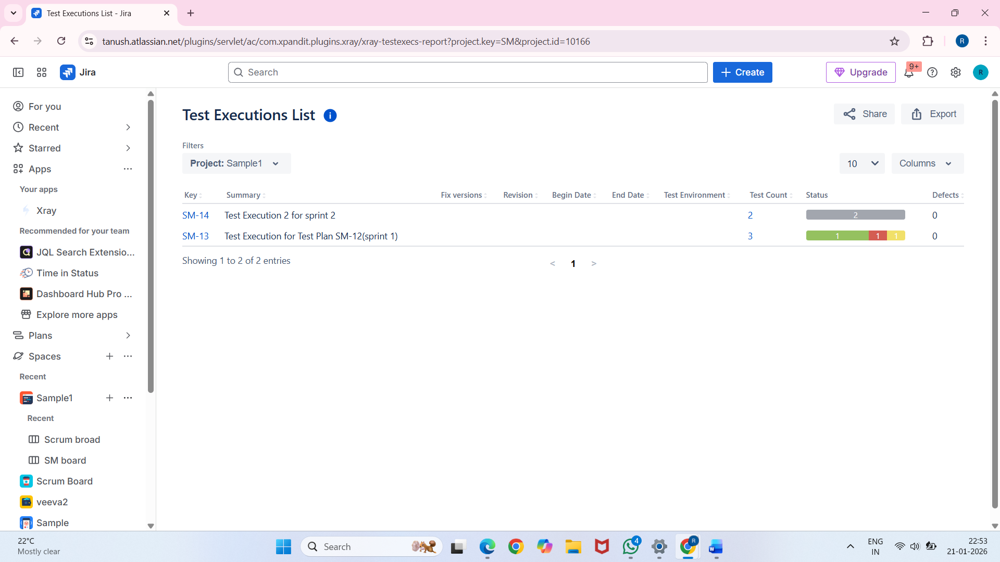 Test Executions List - Jira
tanush.atlassian.net/plugins/servlet/ac/com.xpandit.plugins.xray/xray-testexecs-report?project.key=SM&project.id=10166
R
Jira
Search
Create
Upgrade
9+
R
For you
Recent
Starred
Apps
Your apps
Xray
Recommended for your team
JQL Search Extensio...
Time in Status
Dashboard Hub Pro ...
Explore more apps
Plans
Spaces
Recent
Sample1
Recent
Scrum broad
SM board
Scrum Board
veeva2
Sample
Test Executions List
Share
Export
Filters
Project: Sample1
10
Columns
Key Summary Fix versions Revision Begin Date End Date Test Environment Test Count Status Defects
SM-14 Test Execution 2 for sprint 2 2 2 0
SM-13 Test Execution for Test Plan SM-12(sprint 1) 3 1 1 1 0
Showing 1 to 2 of 2 entries
< 1 >
22°C
Mostly clear
Search
4
R
ENG
IN
22:53
21-01-2026